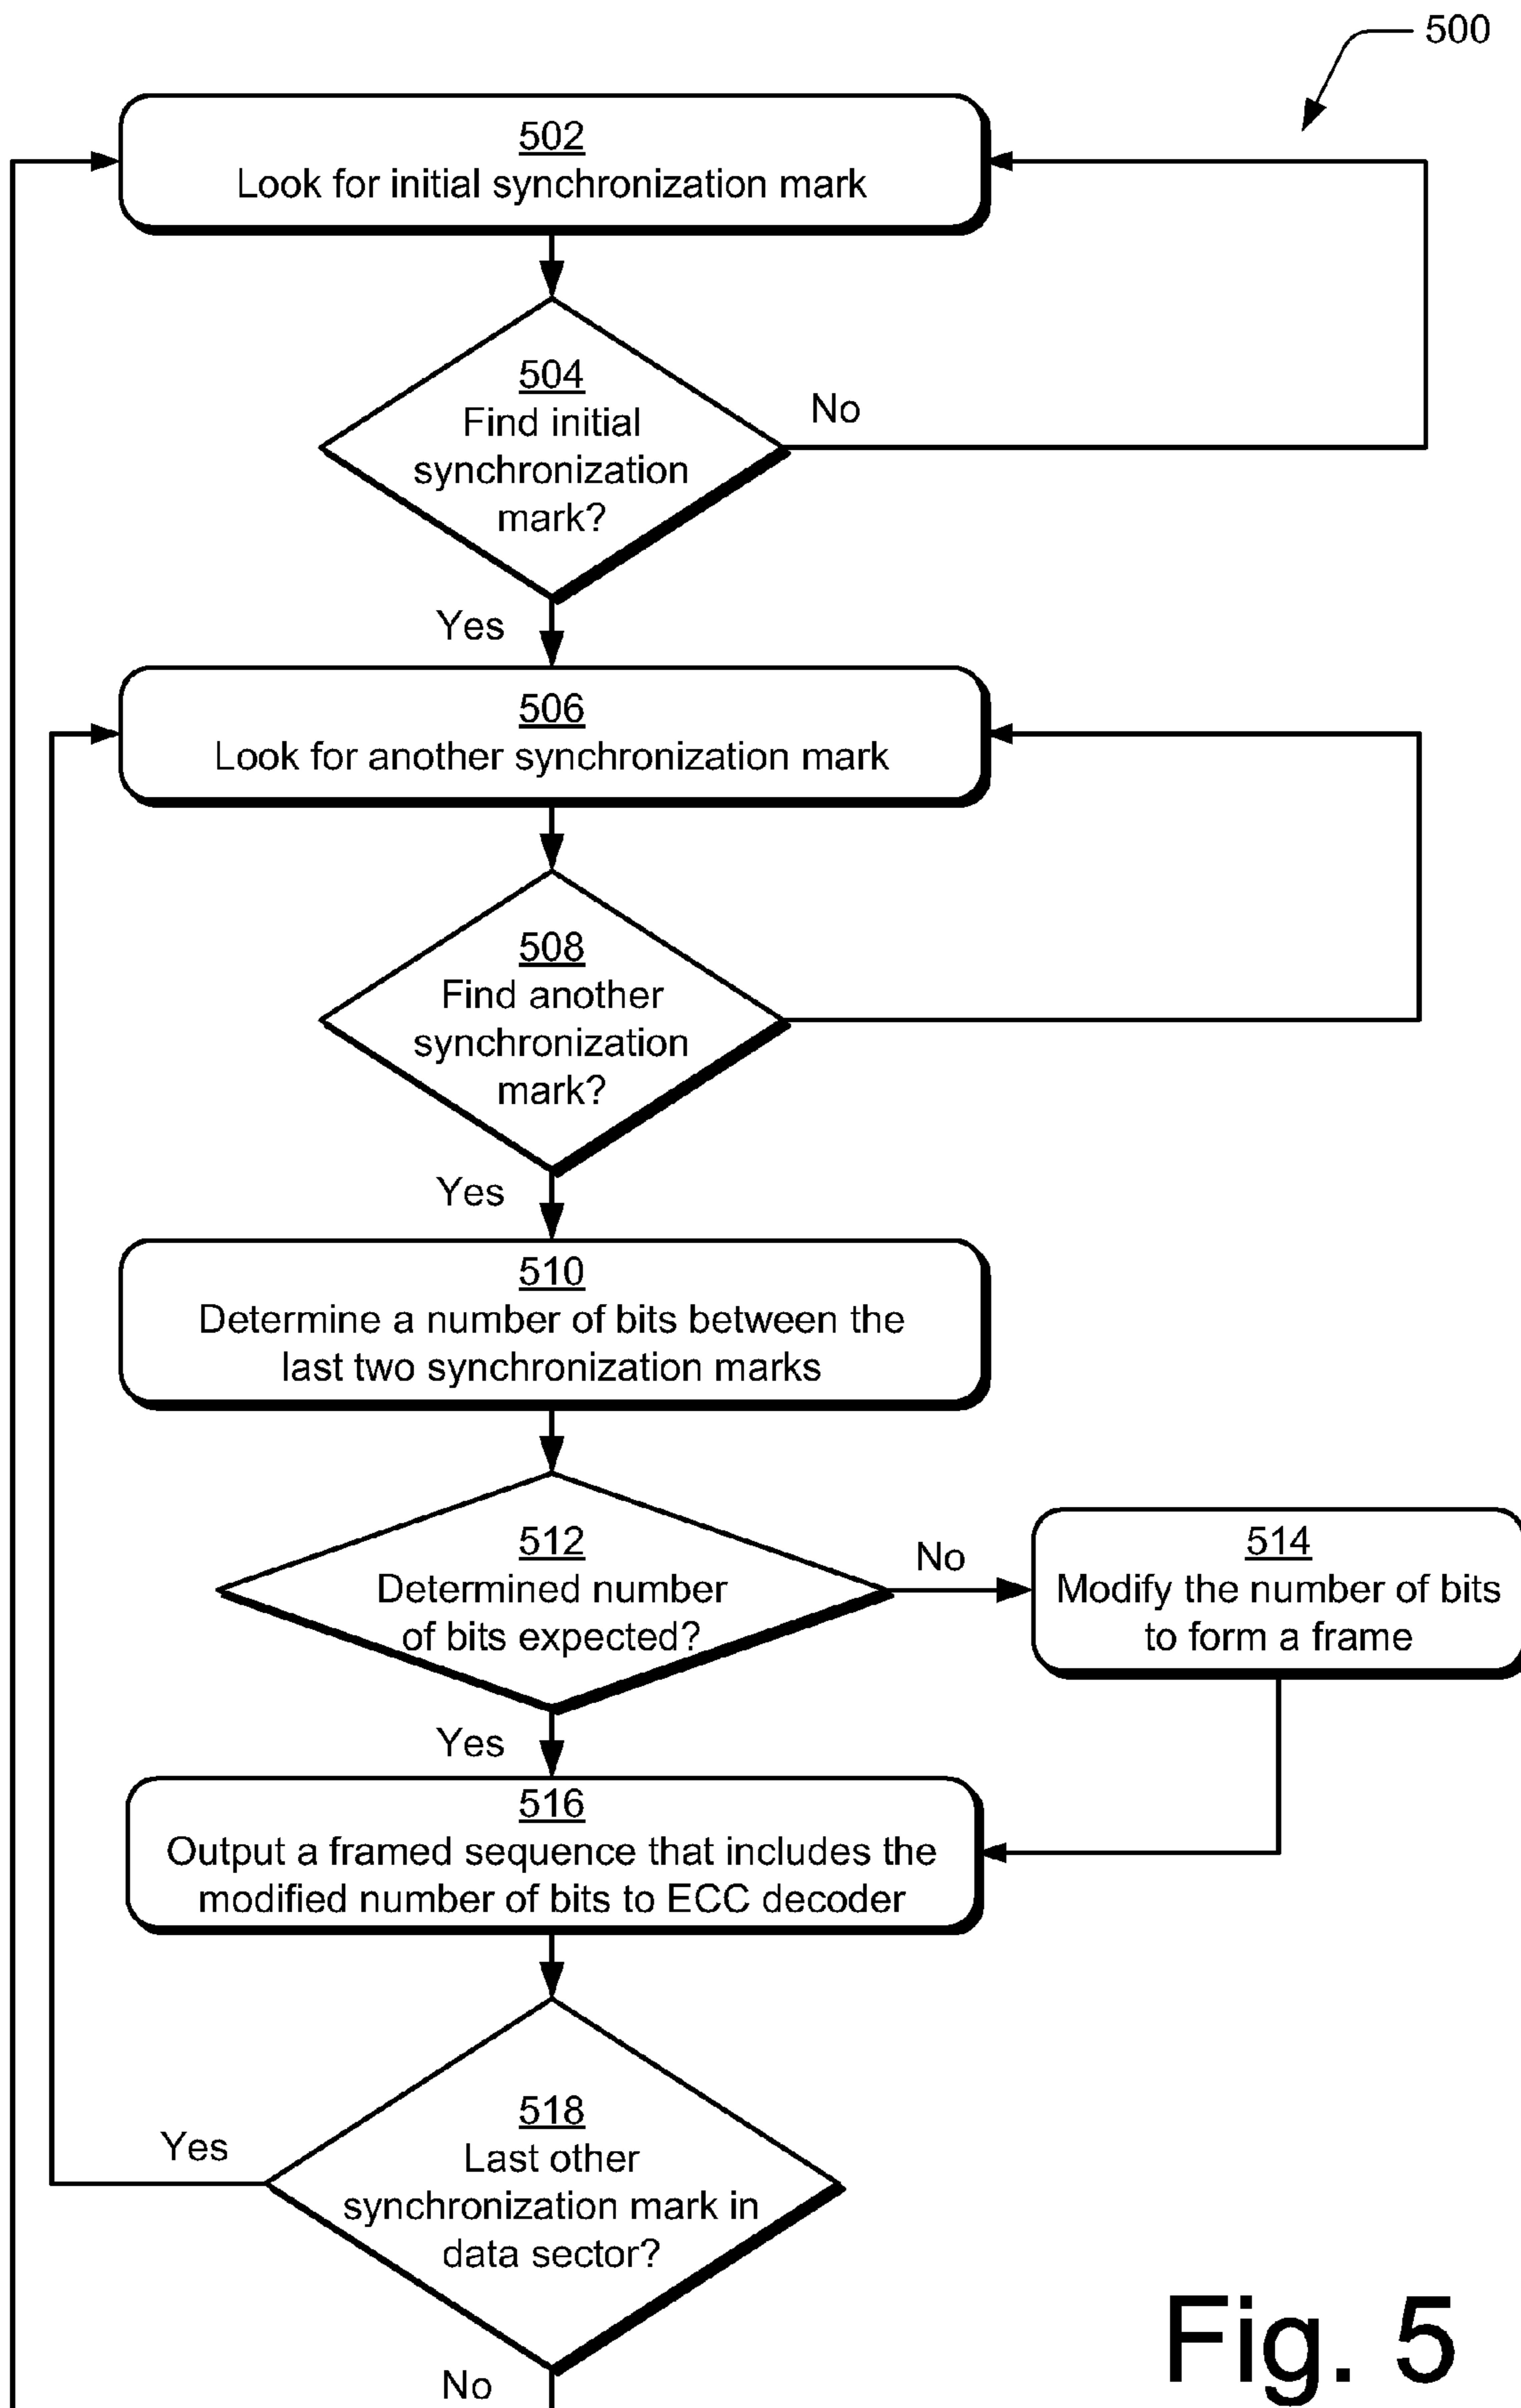 500
502
Look for initial synchronization mark
504
Find initial
synchronization
mark?
No
Yes
506
Look for another synchronization mark
508
Find another
synchronization
mark?
Yes
510
Determine a number of bits between the
last two synchronization marks
512
Determined number
of bits expected?
No
514
Modify the number of bits
to form a frame
Yes
516
Output a framed sequence that includes the
modified number of bits to ECC decoder
518
Last other
synchronization mark in
data sector?
Yes
No
Fig. 5